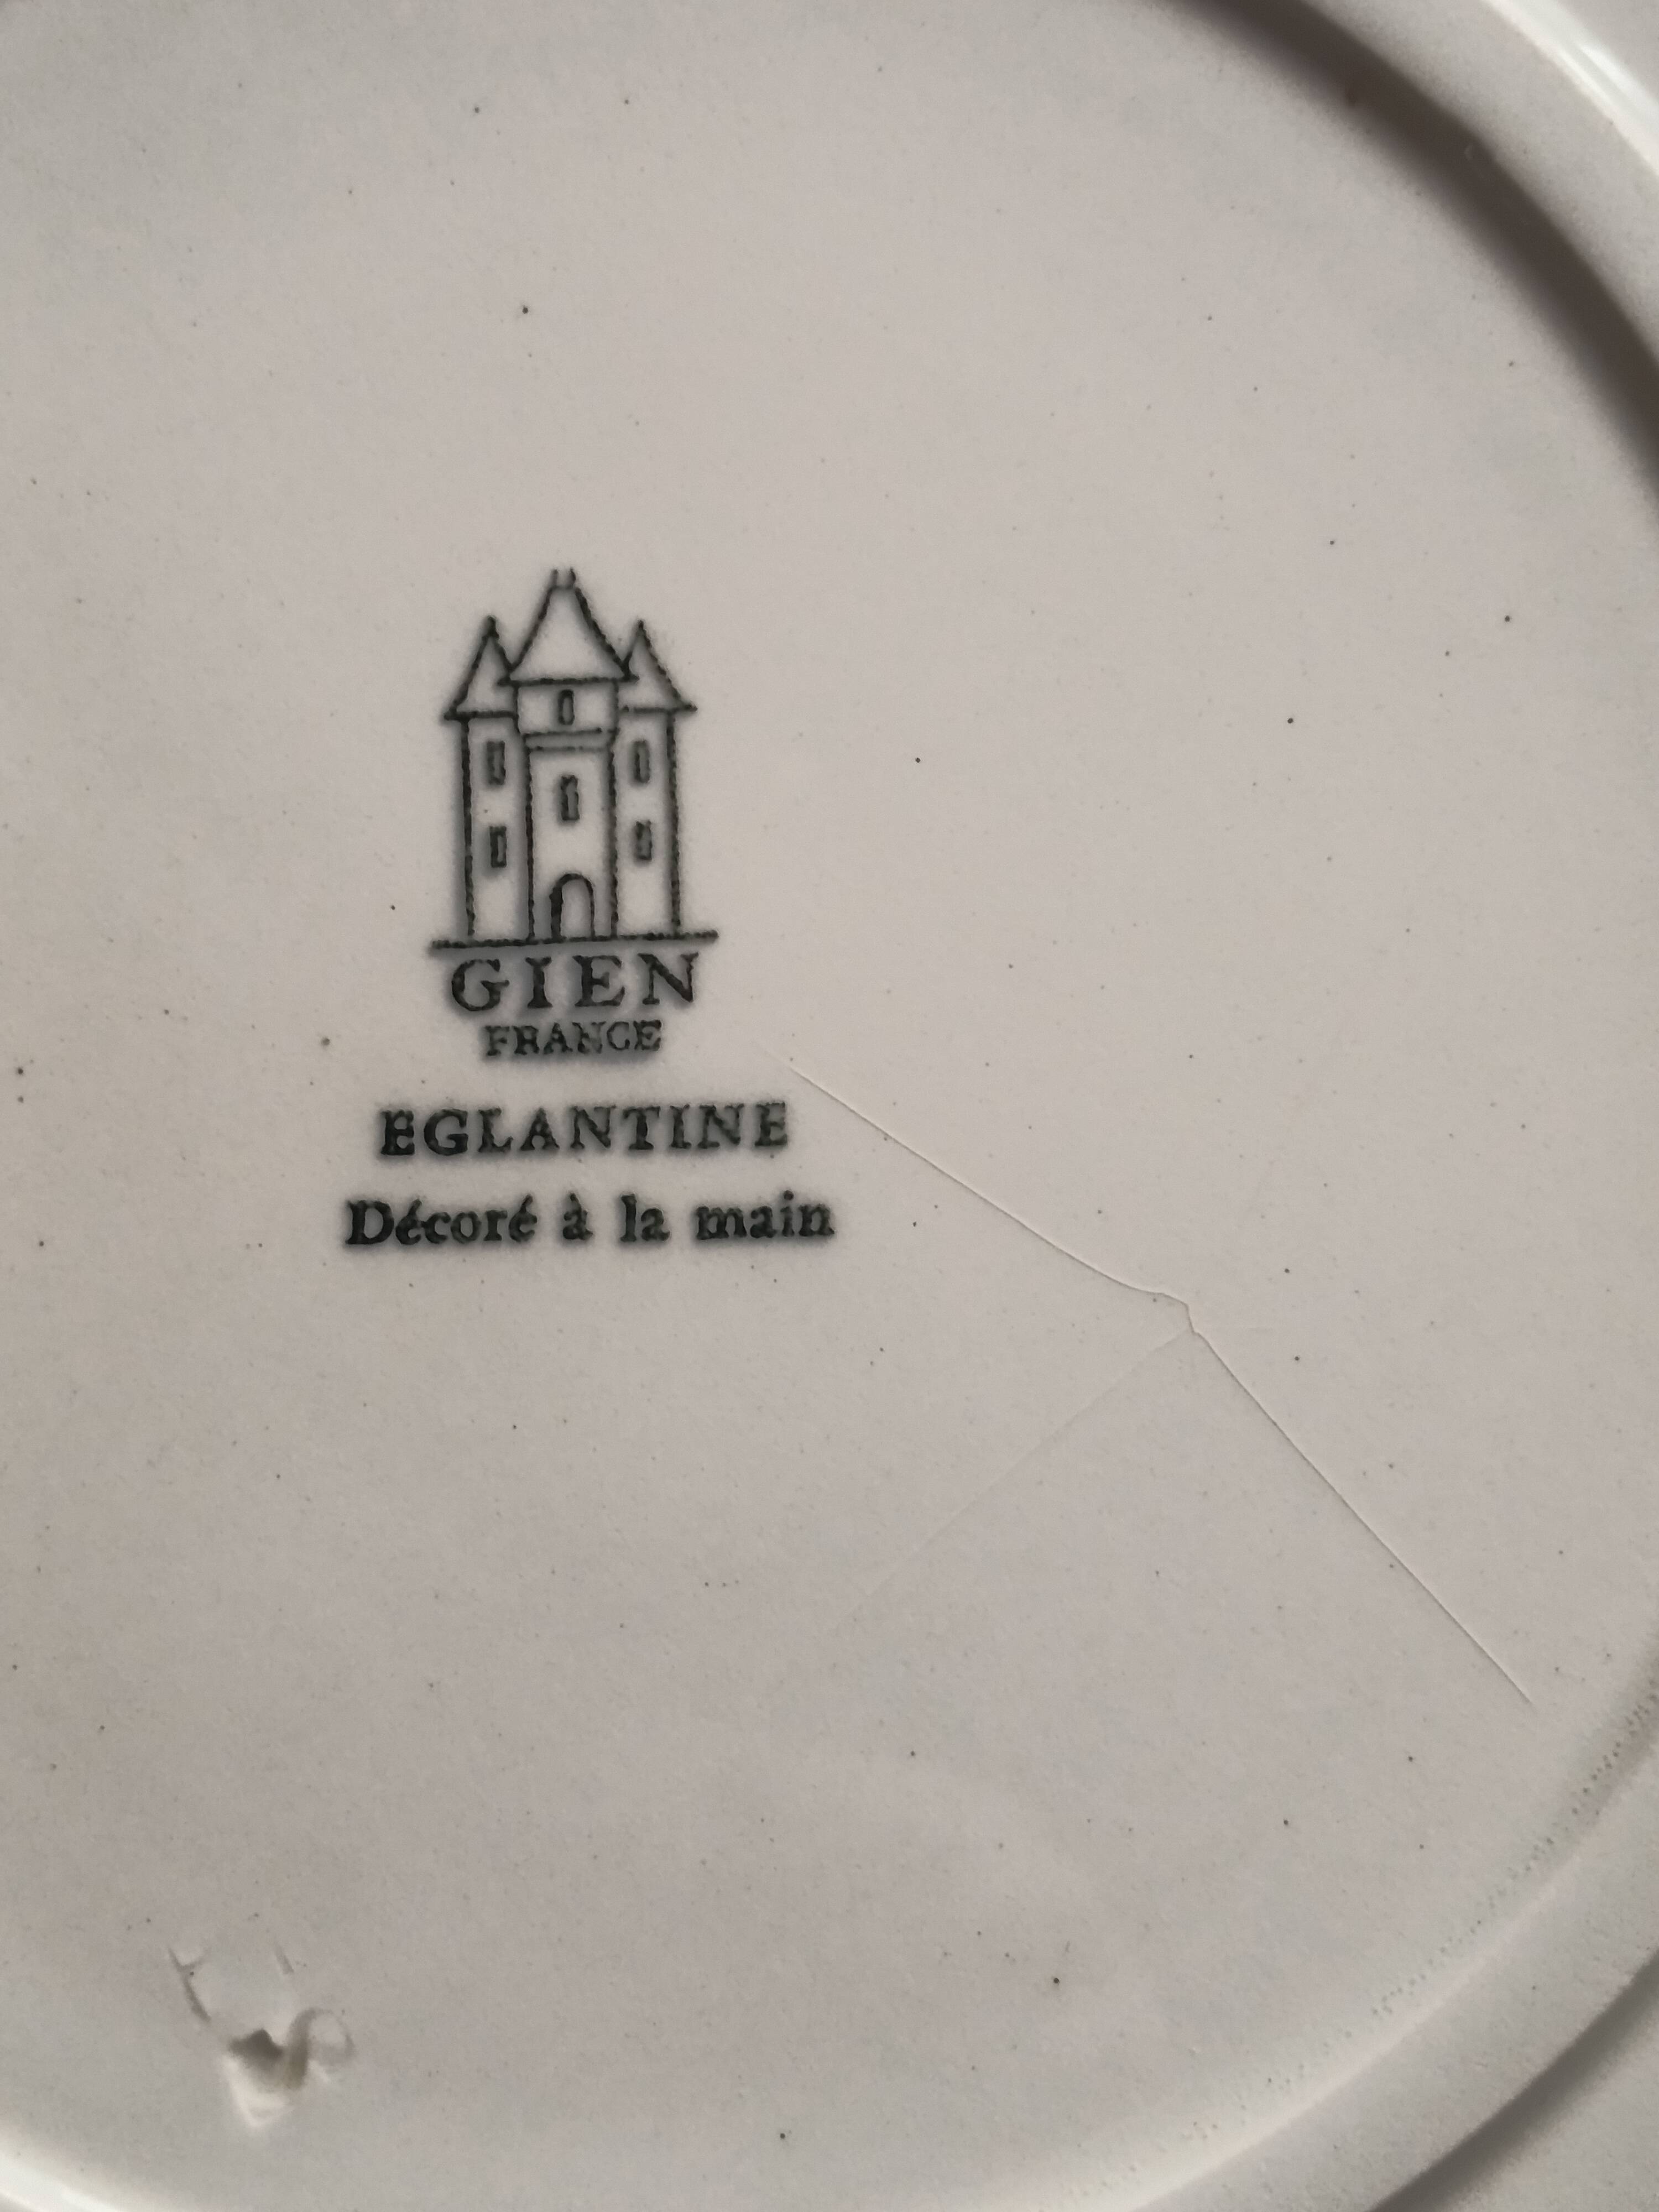 GIEN
FRANCE
EGLANTINE
Décoré à la main